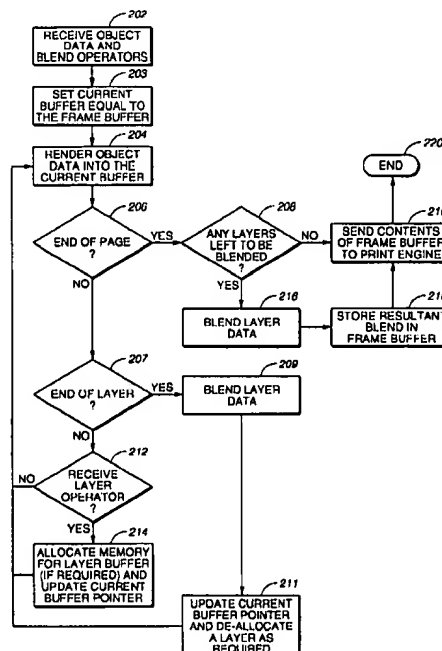 202
RECEIVE OBJECT
DATA AND
BLEND OPERATORS
203
SET CURRENT
BUFFER EQUAL TO
THE FRAME BUFFER
204
RENDER OBJECT
DATA INTO THE
CURRENT BUFFER
206
END OF PAGE
?
YES
NO
208
ANY LAYERS
LEFT TO BE
BLENDED
?
NO
YES
220
END
SEND CONTENTS
OF FRAME BUFFER
TO PRINT ENGINE
216
BLEND LAYER
DATA
STORE RESULTANT
BLEND IN
FRAME BUFFER
207
END OF LAYER
?
YES
NO
209
BLEND LAYER
DATA
212
RECEIVE
LAYER
OPERATOR
?
NO
YES
214
ALLOCATE MEMORY
FOR LAYER BUFFER
(IF REQUIRED) AND
UPDATE CURRENT
BUFFER POINTER
211
UPDATE CURRENT
BUFFER POINTER
AND DE-ALLOCATE
A LAYER AS
REQUIRED